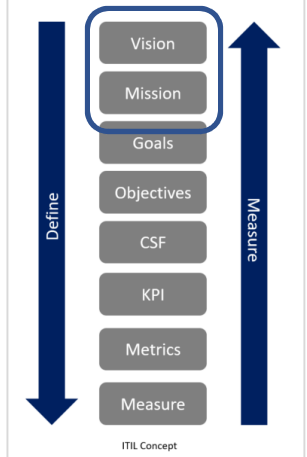 Vision
Mission
Goals
Objectives
CSF
KPI
Metrics
Measure
Define
Measure
ITIL Concept